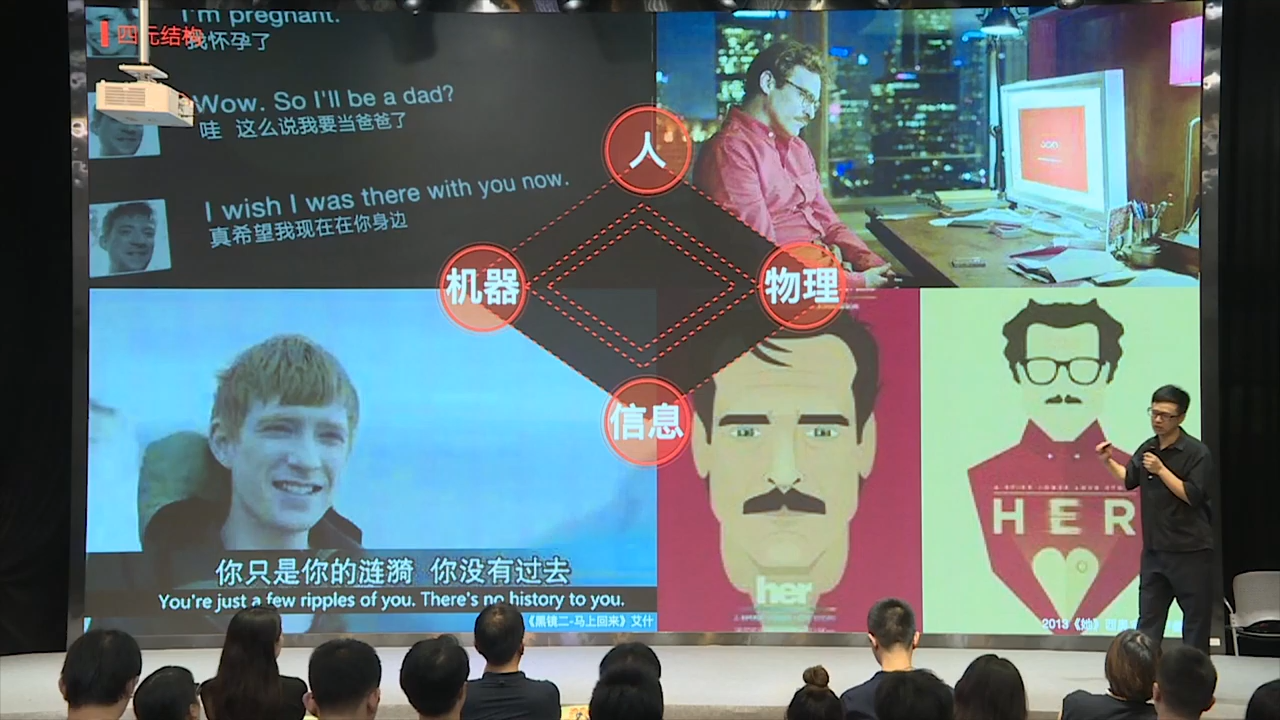 I'm pregnant.
四元结构
我怀孕了
Wow. So I'll be a dad?
哇 这么说我要当爸爸了
I wish I was there with you now.
真希望我现在在你身边
人
机器
物理
信息
你只是你的涟漪 你没有过去
You're just a few ripples of you. There's no history to you.
《黑镜二-马上回来》艾什
her
HER
2013《她》西奥